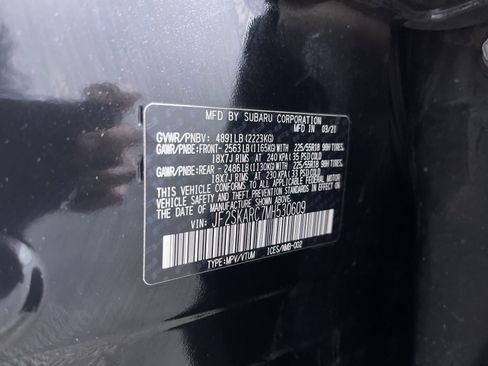 MFD BY SUBARU CORPORATION
MFD IN 03/21
GVWR/PNBV: 4891LB (2223KG)
GAWR/PNBE:FRONT- 2563LB (1165KG) WITH 225/55R18 98H TIRES,
18X7J RIMS AT 240 KPA (35 PSI) COLD
GAWR/PNBE:REAR - 2486LB (1130KG) WITH 225/55R18 98H TIRES,
18X7J RIMS AT 230 KPA (33 PSI) COLD
THIS VEHICLE CONFORMS TO ALL APPLICABLE FEDERAL
MOTOR VEHICLE SAFETY STANDARDS IN EFFECT ON THE
DATE OF MANUFACTURE SHOWN ABOVE.
VIN: JF2SKARC7MH530609
TYPE:MPV/VTUM ICES/NMB-002